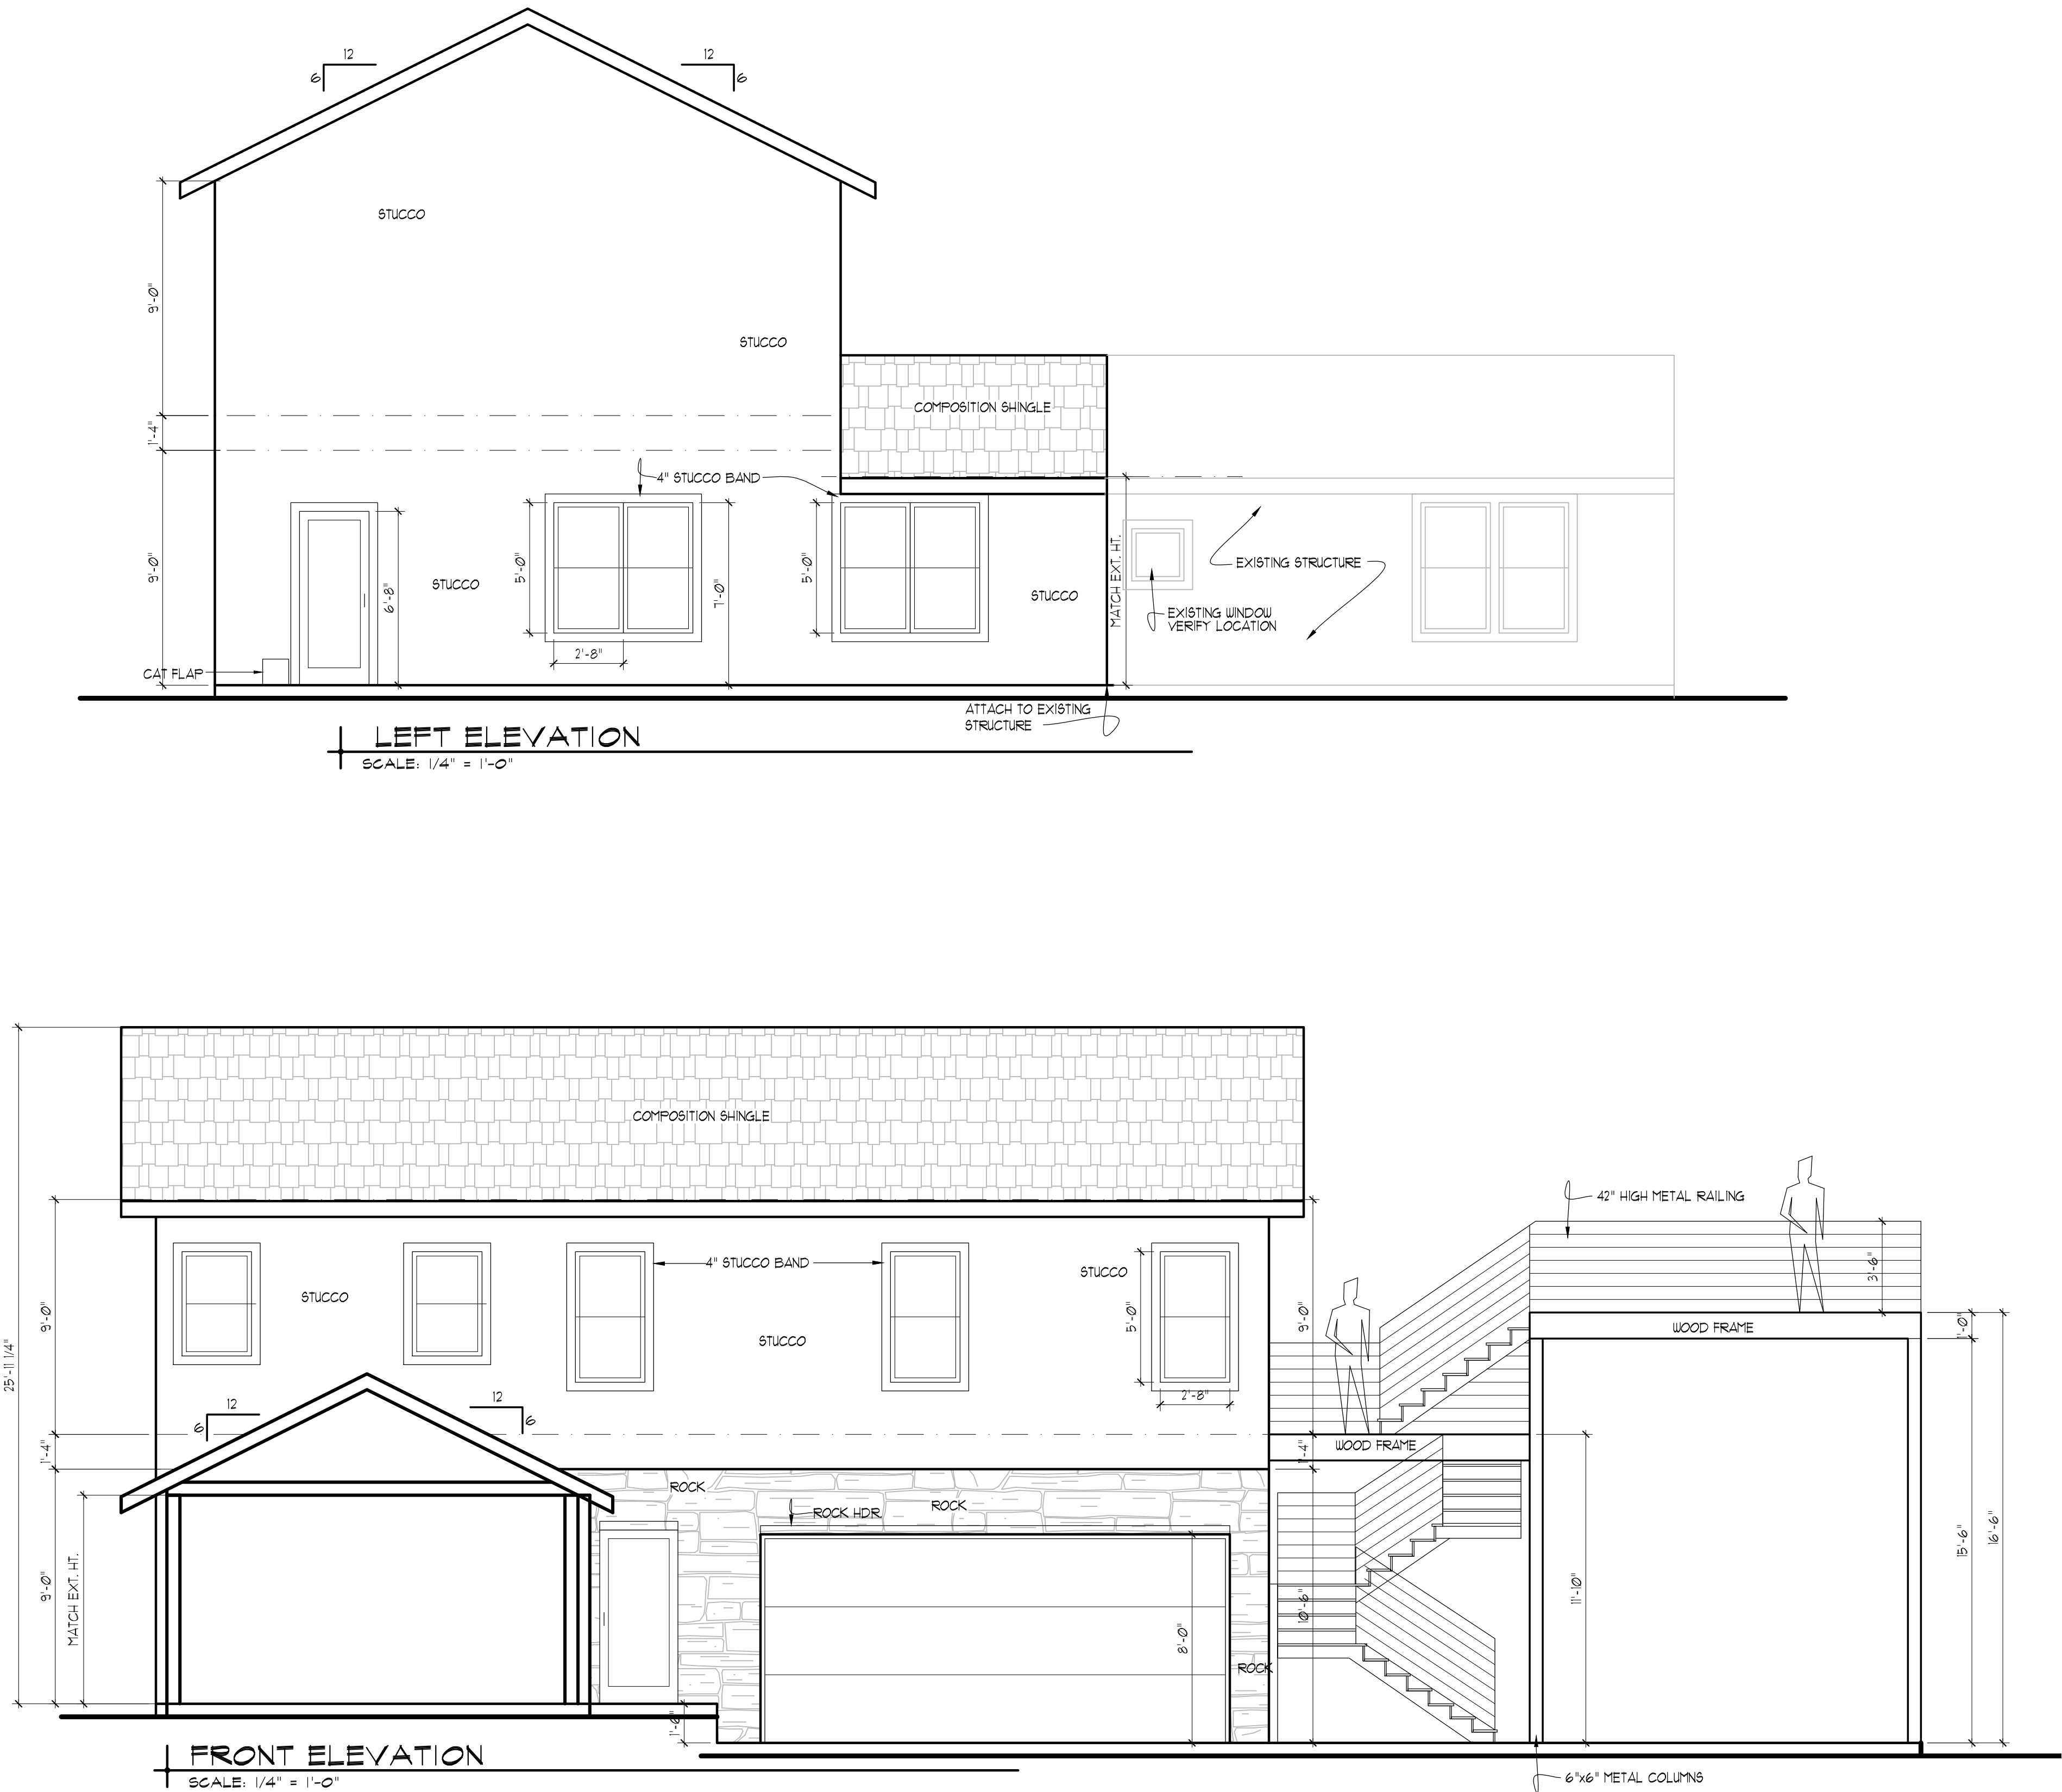 12
6
12
6
STUCCO
9'-0"
STUCCO
COMPOSITION SHINGLE
1'-4"
4" STUCCO BAND
9'-0"
5'-0"
5'-0"
6'-8"
STUCCO
7'-0"
STUCCO
MATCH EXT. HT.
EXISTING STRUCTURE
EXISTING WINDOW
VERIFY LOCATION
2'-8"
CAT FLAP
ATTACH TO EXISTING
STRUCTURE
LEFT ELEVATION
SCALE: 1/4" = 1'-0"
COMPOSITION SHINGLE
42" HIGH METAL RAILING
4" STUCCO BAND
STUCCO
STUCCO
STUCCO
3'-6"
9'-0"
5'-0"
9'-0"
WOOD FRAME
1'-0"
25'-11 1/4"
2'-8"
12
6
12
6
1'-4"
1'-4"
WOOD FRAME
ROCK
ROCK
ROCK HDR.
9'-0"
MATCH EXT. HT.
8'-0"
10'-6"
11'-10"
15'-6"
16'-6"
ROCK
1'-6"
FRONT ELEVATION
SCALE: 1/4" = 1'-0"
6"x6" METAL COLUMNS